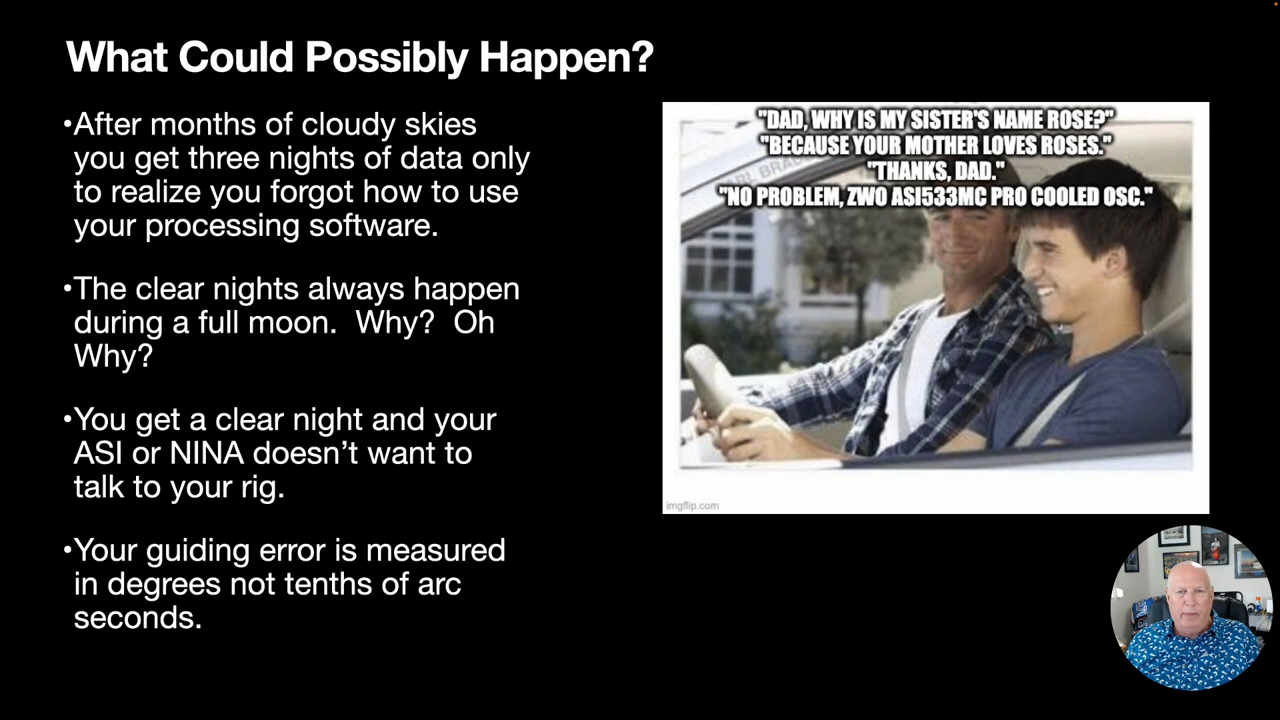 What Could Possibly Happen?
•After months of cloudy skies
you get three nights of data only
to realize you forgot how to use
your processing software.
•The clear nights always happen
during a full moon.  Why?  Oh
Why?
•You get a clear night and your
ASI or NINA doesn’t want to
talk to your rig.
•Your guiding error is measured
in degrees not tenths of arc
seconds.
"DAD, WHY IS MY SISTER'S NAME ROSE?"
"BECAUSE YOUR MOTHER LOVES ROSES."
"THANKS, DAD."
"NO PROBLEM, ZWO ASI533MC PRO COOLED OSC."
imgflip.com